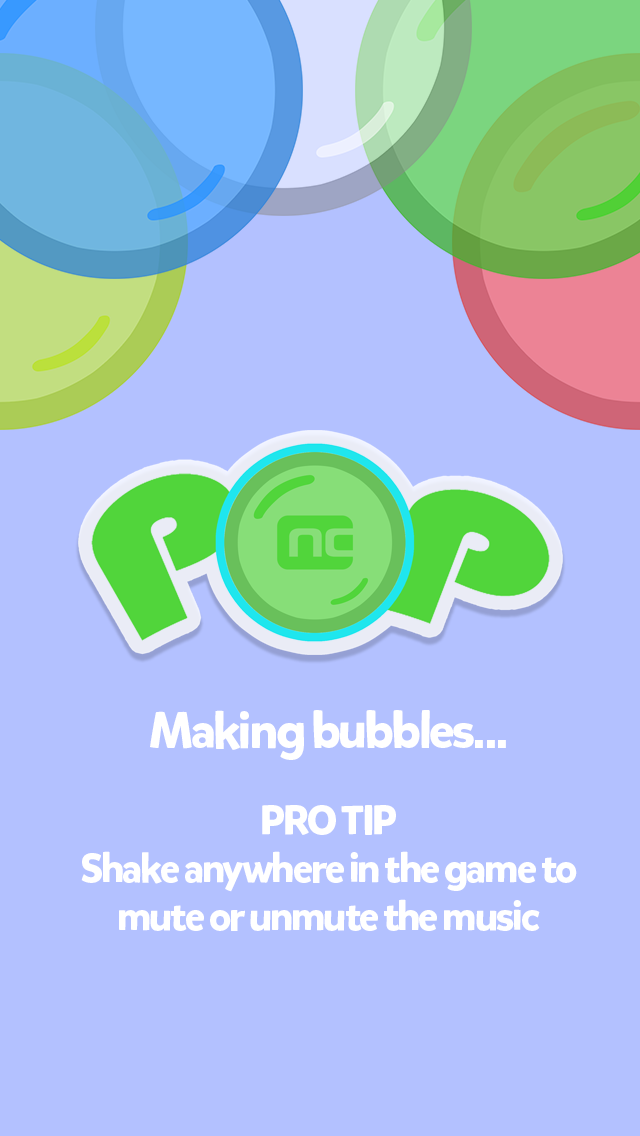 POP
nc
Making bubbles...
PRO TIP
Shake anywhere in the game to
mute or unmute the music